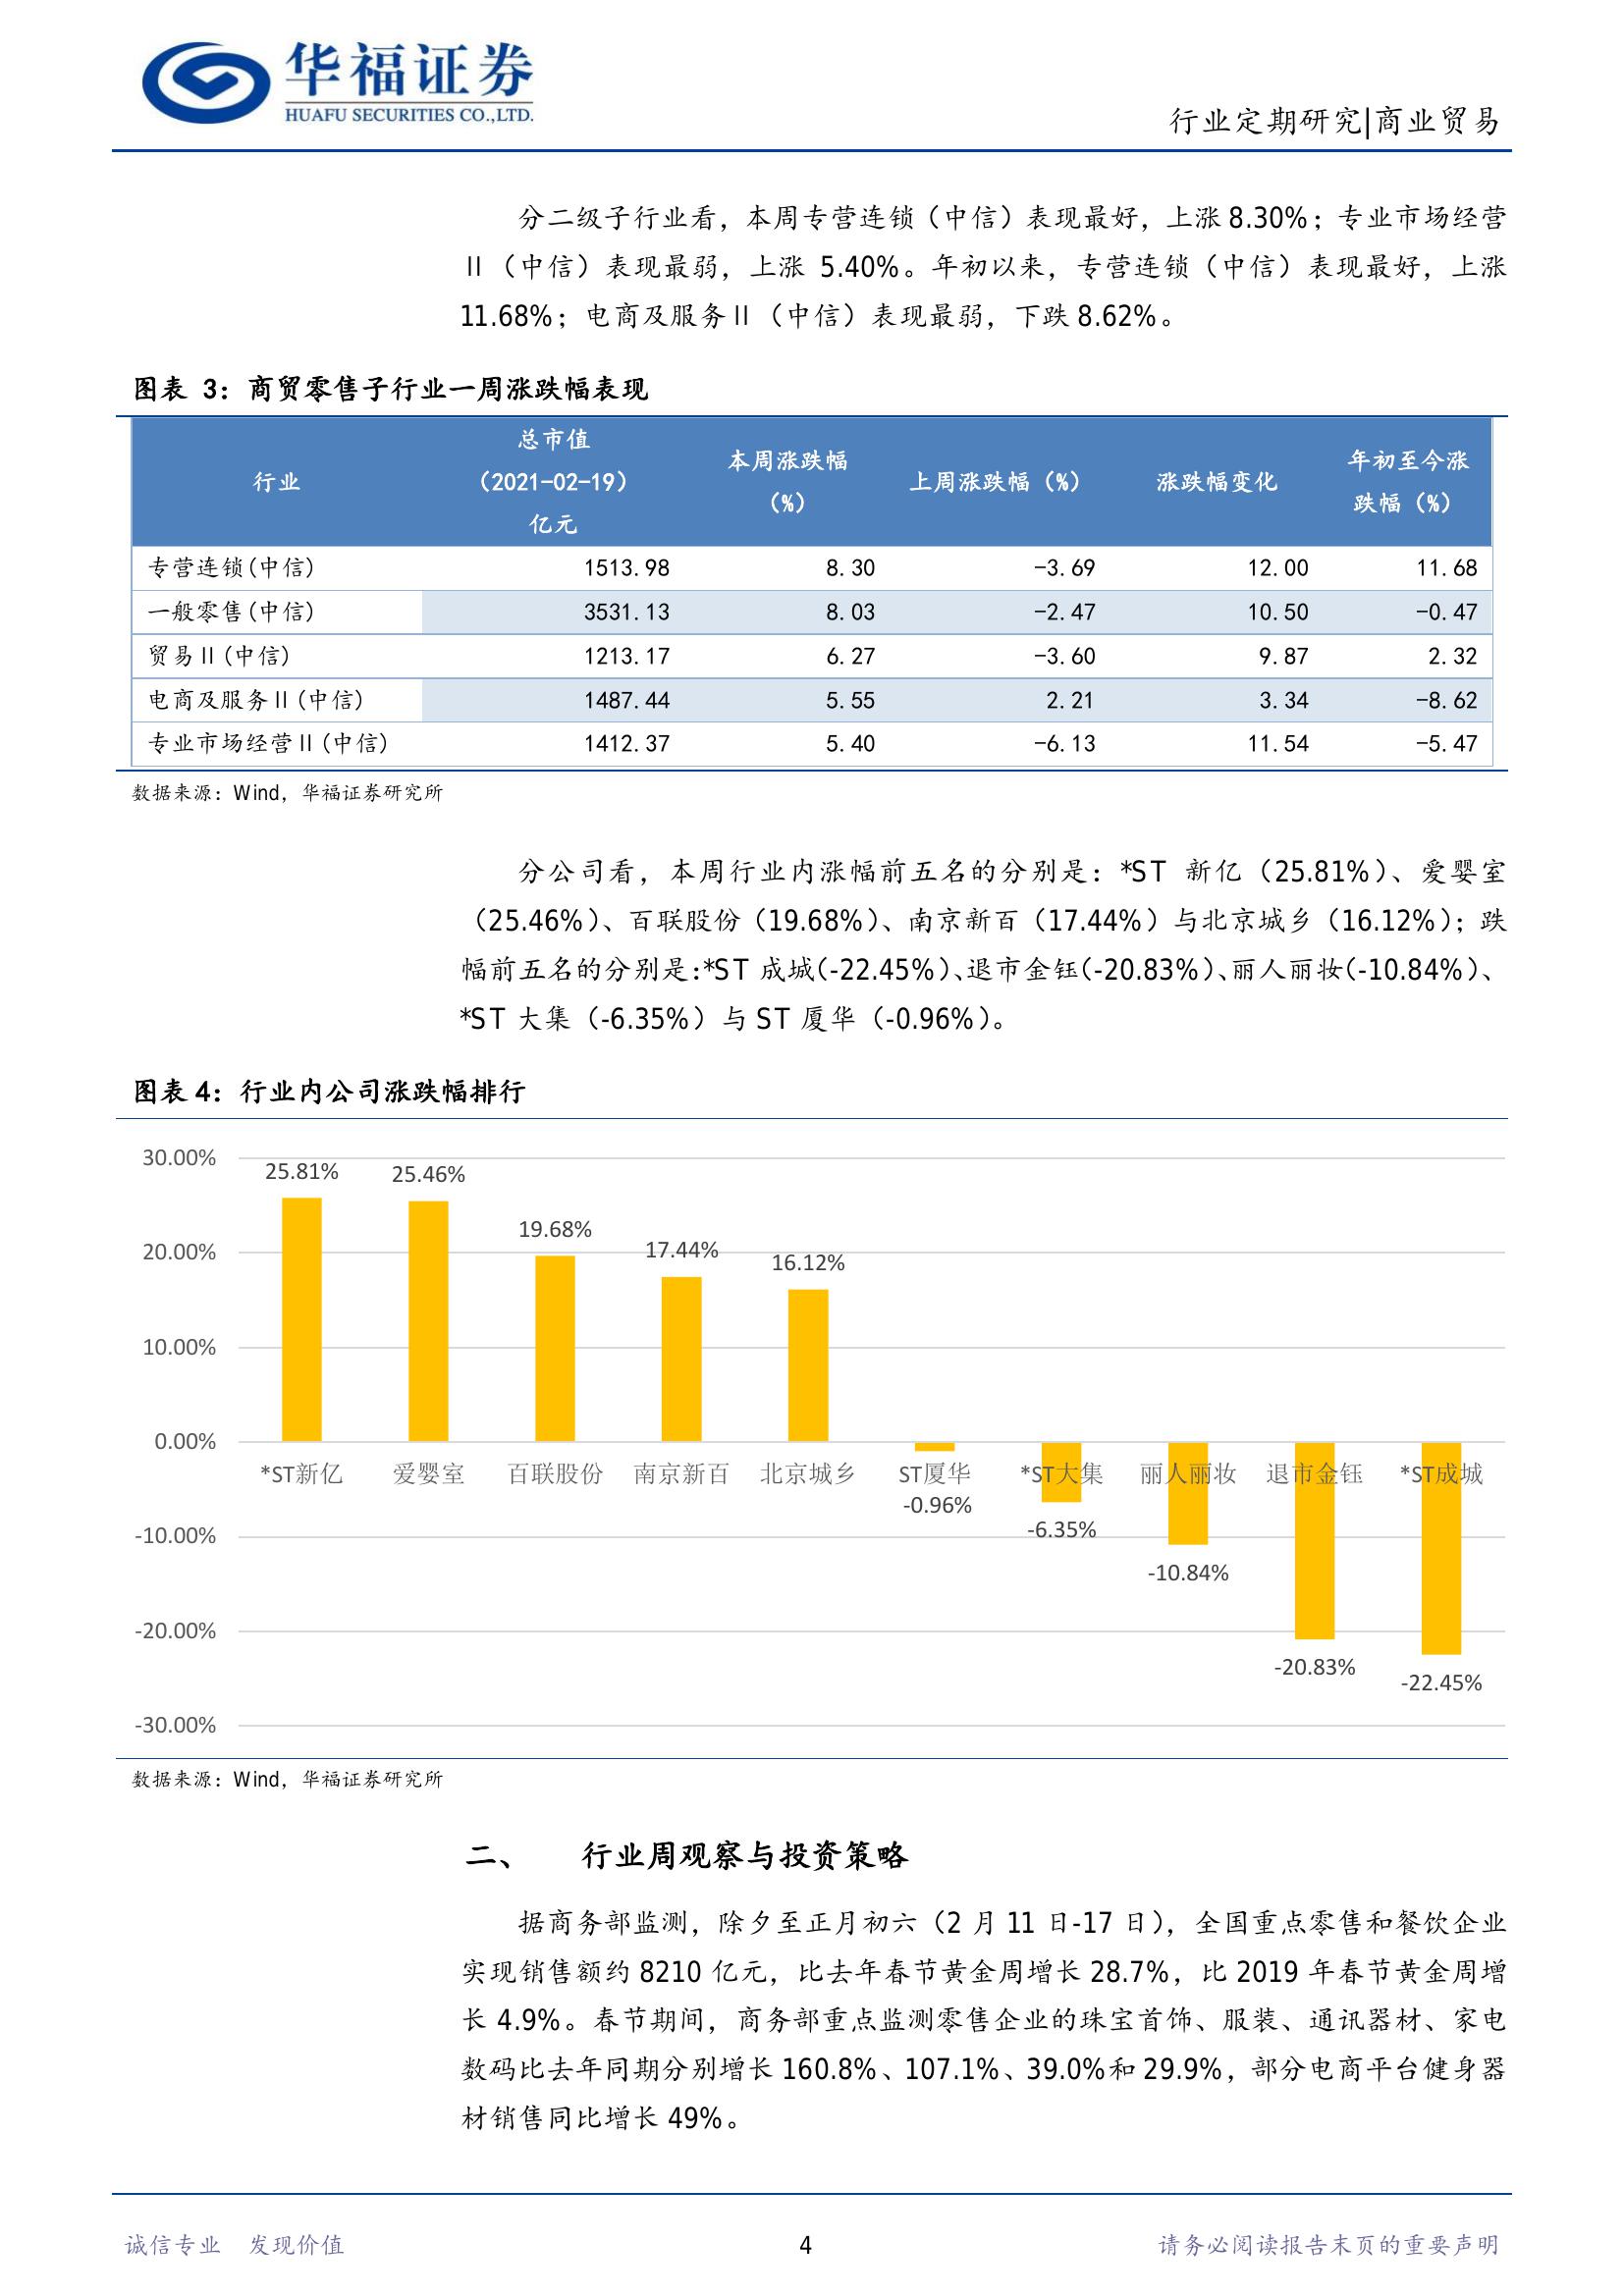 华福证券
HUAFU SECURITIES CO.,LTD.
行业定期研究|商业贸易
分二级子行业看，本周专营连锁（中信）表现最好，上涨 8.30%；专业市场经营
Ⅱ（中信）表现最弱，上涨 5.40%。年初以来，专营连锁（中信）表现最好，上涨
11.68%；电商及服务Ⅱ（中信）表现最弱，下跌 8.62%。
图表 3：商贸零售子行业一周涨跌幅表现
行业 总市值（2021-02-19）亿元 本周涨跌幅（%） 上周涨跌幅（%） 涨跌幅变化 年初至今涨跌幅（%）
专营连锁(中信) 1513.98 8.30 -3.69 12.00 11.68
一般零售(中信) 3531.13 8.03 -2.47 10.50 -0.47
贸易Ⅱ(中信) 1213.17 6.27 -3.60 9.87 2.32
电商及服务Ⅱ(中信) 1487.44 5.55 2.21 3.34 -8.62
专业市场经营Ⅱ(中信) 1412.37 5.40 -6.13 11.54 -5.47
数据来源：Wind，华福证券研究所
分公司看，本周行业内涨幅前五名的分别是：*ST 新亿（25.81%）、爱婴室
（25.46%）、百联股份（19.68%）、南京新百（17.44%）与北京城乡（16.12%）；跌
幅前五名的分别是：*ST 成城（-22.45%）、退市金钰（-20.83%）、丽人丽妆（-10.84%）、
*ST 大集（-6.35%）与 ST 厦华（-0.96%）。
图表 4：行业内公司涨跌幅排行
30.00%
20.00%
10.00%
0.00%
-10.00%
-20.00%
-30.00%
25.81% 25.46% 19.68% 17.44% 16.12%
*ST新亿 爱婴室 百联股份 南京新百 北京城乡 ST厦华 *ST大集 丽人丽妆 退市金钰 *ST成城
-0.96% -6.35% -10.84% -20.83% -22.45%
数据来源：Wind，华福证券研究所
二、 行业周观察与投资策略
据商务部监测，除夕至正月初六（2 月 11 日-17 日），全国重点零售和餐饮企业
实现销售额约 8210 亿元，比去年春节黄金周增长 28.7%，比 2019 年春节黄金周增
长 4.9%。春节期间，商务部重点监测零售企业的珠宝首饰、服装、通讯器材、家电
数码比去年同期分别增长 160.8%、107.1%、39.0%和 29.9%，部分电商平台健身器
材销售同比增长 49%。
诚信专业 发现价值
4
请务必阅读报告末页的重要声明